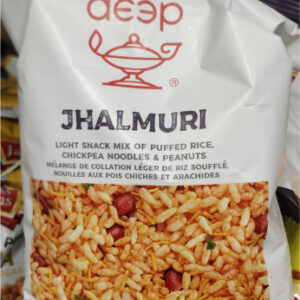 deep
®
JHALMURI
LIGHT SNACK MIX OF PUFFED RICE,
CHICKPEA NOODLES & PEANUTS
MÉLANGE DE COLLATION LÉGER DE RIZ SOUFFLÉ,
NOUILLES AUX POIS CHICHES ET ARACHIDES